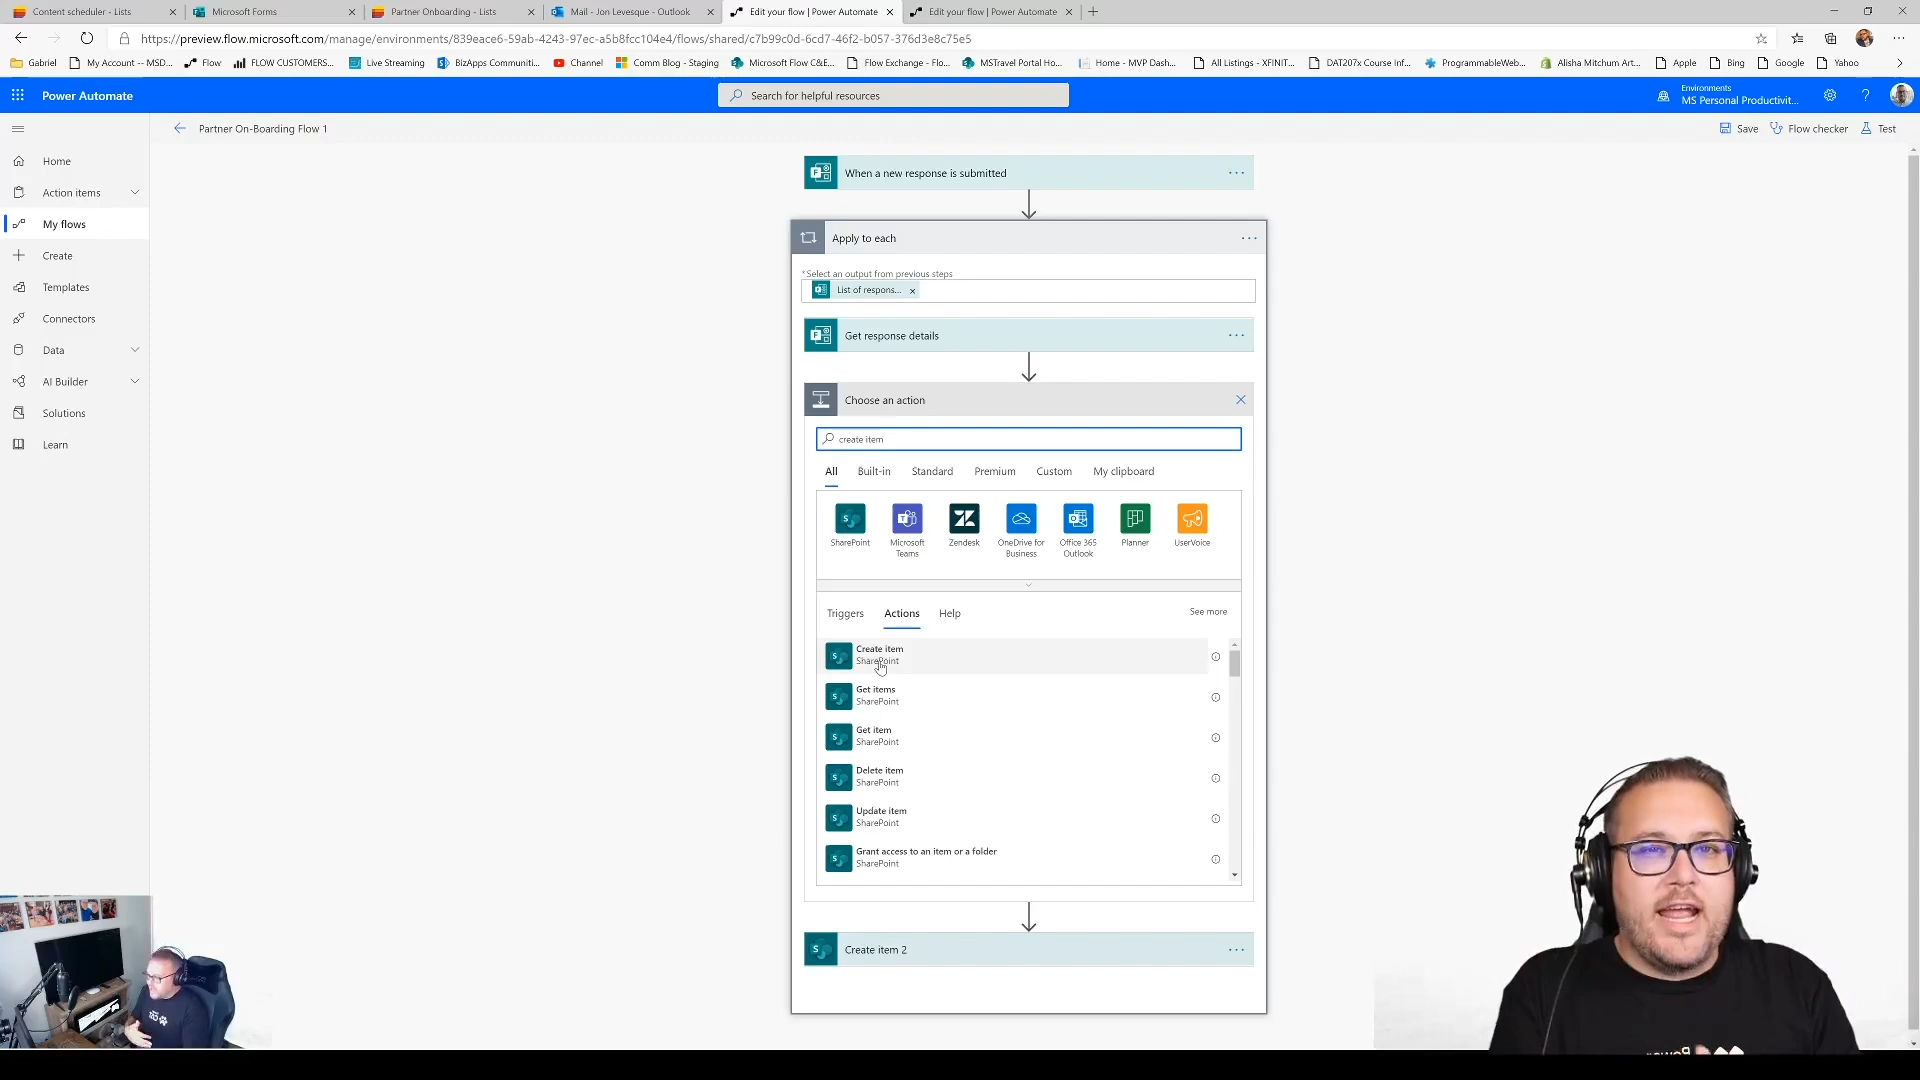 Content scheduler - Lists
Microsoft Forms
Partner Onboarding - Lists
Mail - Jon Levesque - Outlook
Edit your flow | Power Automate
Edit your flow | Power Automate
https://preview.flow.microsoft.com/manage/environments/839eace6-59ab-4243-97ec-a5b8fcc104e4/flows/shared/c7b99c0d-6cd7-46f2-b057-376d3e8c75e5
Gabriel
My Account -- MSD...
Flow
FLOW CUSTOMERS...
Live Streaming
BizApps Communiti...
Channel
Comm Blog - Staging
Microsoft Flow C&E...
Flow Exchange - Flo...
MSTravel Portal Ho...
Home - MVP Dash...
All Listings - XFINIT...
DAT207x Course Inf...
ProgrammableWeb...
Alisha Mitchum Art...
Apple
Bing
Google
Yahoo
Power Automate
Search for helpful resources
Environments
MS Personal Productivit...
Partner On-Boarding Flow 1
Save
Flow checker
Test
Home
Action items
My flows
Create
Templates
Connectors
Data
AI Builder
Solutions
Learn
When a new response is submitted
Apply to each
*Select an output from previous steps
List of respons... x
Get response details
Choose an action
create item
All
Built-in
Standard
Premium
Custom
My clipboard
SharePoint
Microsoft Teams
Zendesk
OneDrive for Business
Office 365 Outlook
Planner
UserVoice
Triggers
Actions
Help
See more
Create item
SharePoint
Get items
SharePoint
Get item
SharePoint
Delete item
SharePoint
Update item
SharePoint
Grant access to an item or a folder
SharePoint
Create item 2